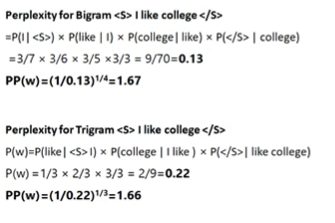 Perplexity for Bigram <S> I like college </S>
=P(I| <S>) × P(like | I) × P(college| like) × P(</S> | college)
=3/7 × 3/6 × 3/5 ×3/3 = 9/70=0.13
PP(w)=(1/0.13)¹/⁴=1.67
Perplexity for Trigram <S> I like college </S>
P(w)=P(like| <S> I) × P(college | I like ) × P(</S>| like college)
P(w) =1/3 × 2/3 × 3/3 = 2/9=0.22
PP(w)=(1/0.22)¹/³=1.66